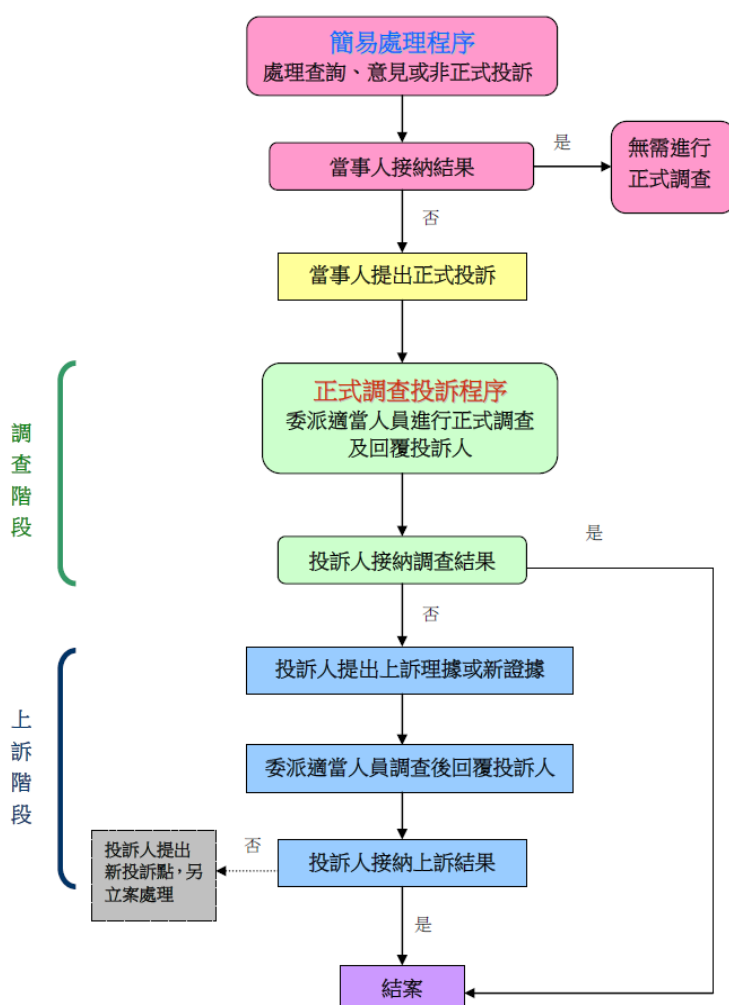 簡易處理程序
處理查詢、意見或非正式投訴
當事人接納結果
是
無需進行
正式調查
否
當事人提出正式投訴
調查階段
正式調查投訴程序
委派適當人員進行正式調查
及回覆投訴人
投訴人接納調查結果
是
否
上訴階段
投訴人提出上訴理據或新證據
委派適當人員調查後回覆投訴人
投訴人接納上訴結果
否
投訴人提出
新投訴點，另
立案處理
是
結案